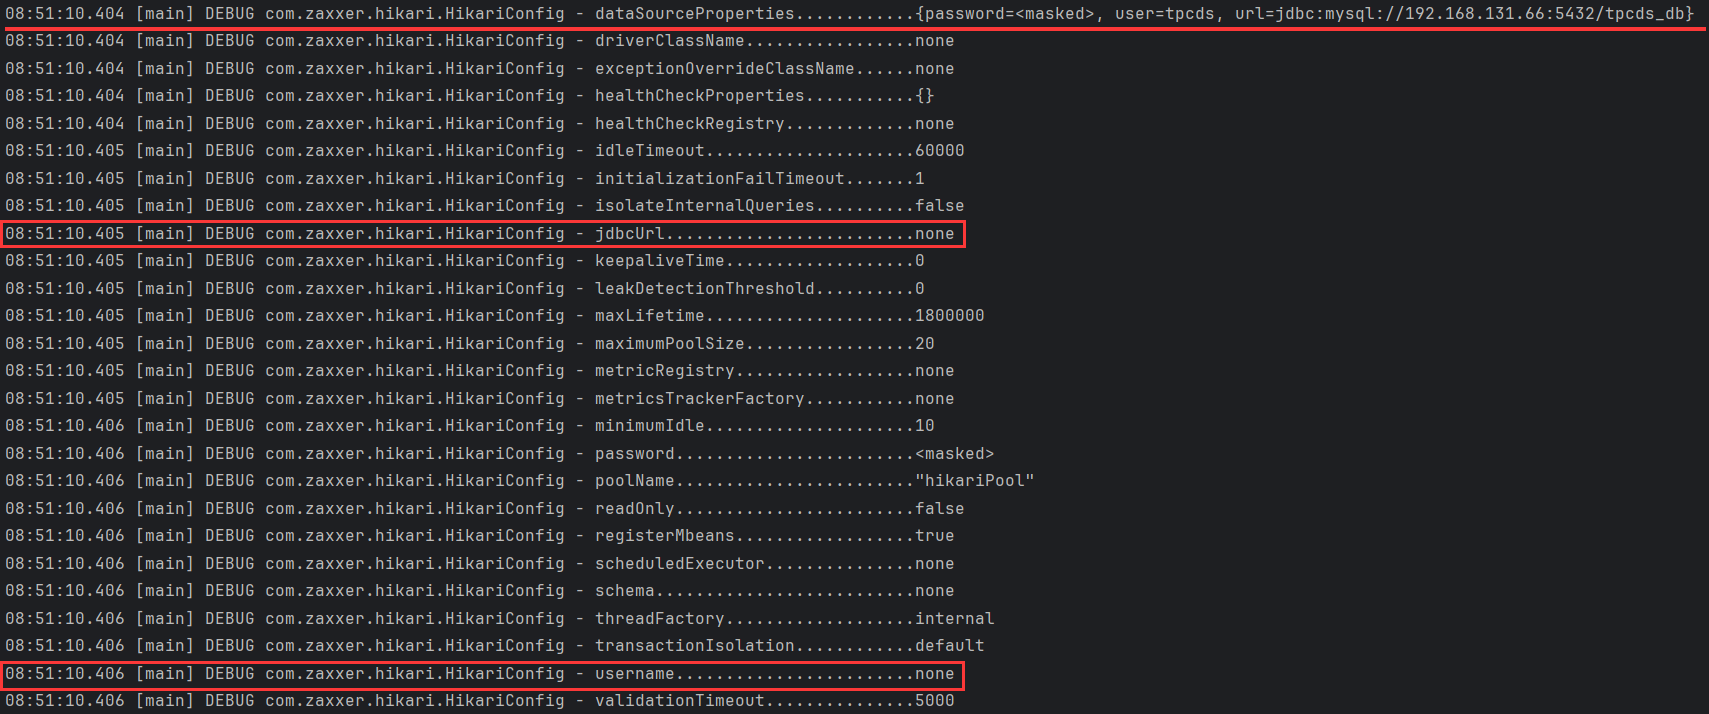 08:51:10.404 [main] DEBUG com.zaxxer.hikari.HikariConfig - dataSourceProperties............{password=<masked>, user=tpcds, url=jdbc:mysql://192.168.131.66:5432/tpcds_db}
08:51:10.404 [main] DEBUG com.zaxxer.hikari.HikariConfig - driverClassName.................none
08:51:10.404 [main] DEBUG com.zaxxer.hikari.HikariConfig - exceptionOverrideClassName......none
08:51:10.404 [main] DEBUG com.zaxxer.hikari.HikariConfig - healthCheckProperties...........{}
08:51:10.404 [main] DEBUG com.zaxxer.hikari.HikariConfig - healthCheckRegistry.............none
08:51:10.405 [main] DEBUG com.zaxxer.hikari.HikariConfig - idleTimeout.....................60000
08:51:10.405 [main] DEBUG com.zaxxer.hikari.HikariConfig - initializationFailTimeout.......1
08:51:10.405 [main] DEBUG com.zaxxer.hikari.HikariConfig - isolateInternalQueries..........false
08:51:10.405 [main] DEBUG com.zaxxer.hikari.HikariConfig - jdbcUrl.........................none
08:51:10.405 [main] DEBUG com.zaxxer.hikari.HikariConfig - keepaliveTime...................0
08:51:10.405 [main] DEBUG com.zaxxer.hikari.HikariConfig - leakDetectionThreshold..........0
08:51:10.405 [main] DEBUG com.zaxxer.hikari.HikariConfig - maxLifetime.....................1800000
08:51:10.405 [main] DEBUG com.zaxxer.hikari.HikariConfig - maximumPoolSize.................20
08:51:10.405 [main] DEBUG com.zaxxer.hikari.HikariConfig - metricRegistry..................none
08:51:10.405 [main] DEBUG com.zaxxer.hikari.HikariConfig - metricsTrackerFactory...........none
08:51:10.406 [main] DEBUG com.zaxxer.hikari.HikariConfig - minimumIdle.....................10
08:51:10.406 [main] DEBUG com.zaxxer.hikari.HikariConfig - password........................<masked>
08:51:10.406 [main] DEBUG com.zaxxer.hikari.HikariConfig - poolName........................"hikariPool"
08:51:10.406 [main] DEBUG com.zaxxer.hikari.HikariConfig - readOnly........................false
08:51:10.406 [main] DEBUG com.zaxxer.hikari.HikariConfig - registerMbeans..................true
08:51:10.406 [main] DEBUG com.zaxxer.hikari.HikariConfig - scheduledExecutor...............none
08:51:10.406 [main] DEBUG com.zaxxer.hikari.HikariConfig - schema..........................none
08:51:10.406 [main] DEBUG com.zaxxer.hikari.HikariConfig - threadFactory...................internal
08:51:10.406 [main] DEBUG com.zaxxer.hikari.HikariConfig - transactionIsolation............default
08:51:10.406 [main] DEBUG com.zaxxer.hikari.HikariConfig - username........................none
08:51:10.406 [main] DEBUG com.zaxxer.hikari.HikariConfig - validationTimeout...............5000